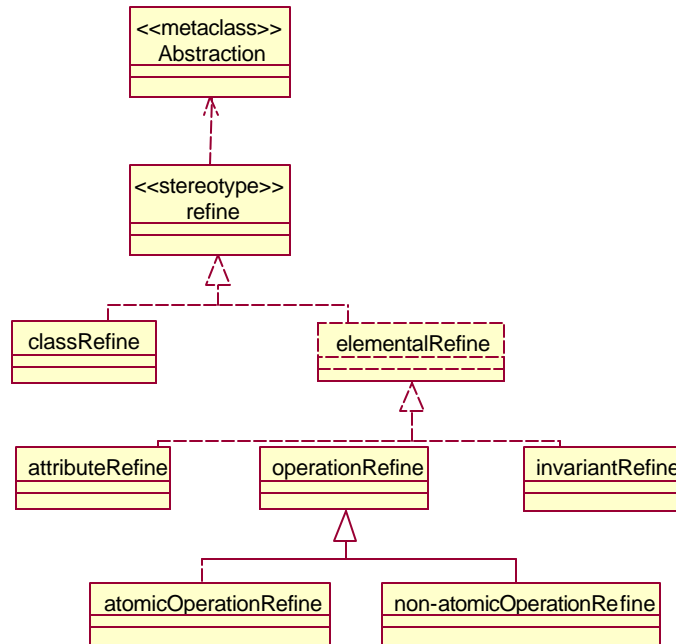 <<metaclass>>
Abstraction
<<stereotype>>
refine
classRefine
elementalRefine
attributeRefine
operationRefine
invariantRefine
atomicOperationRefine
non-atomicOperationRefine